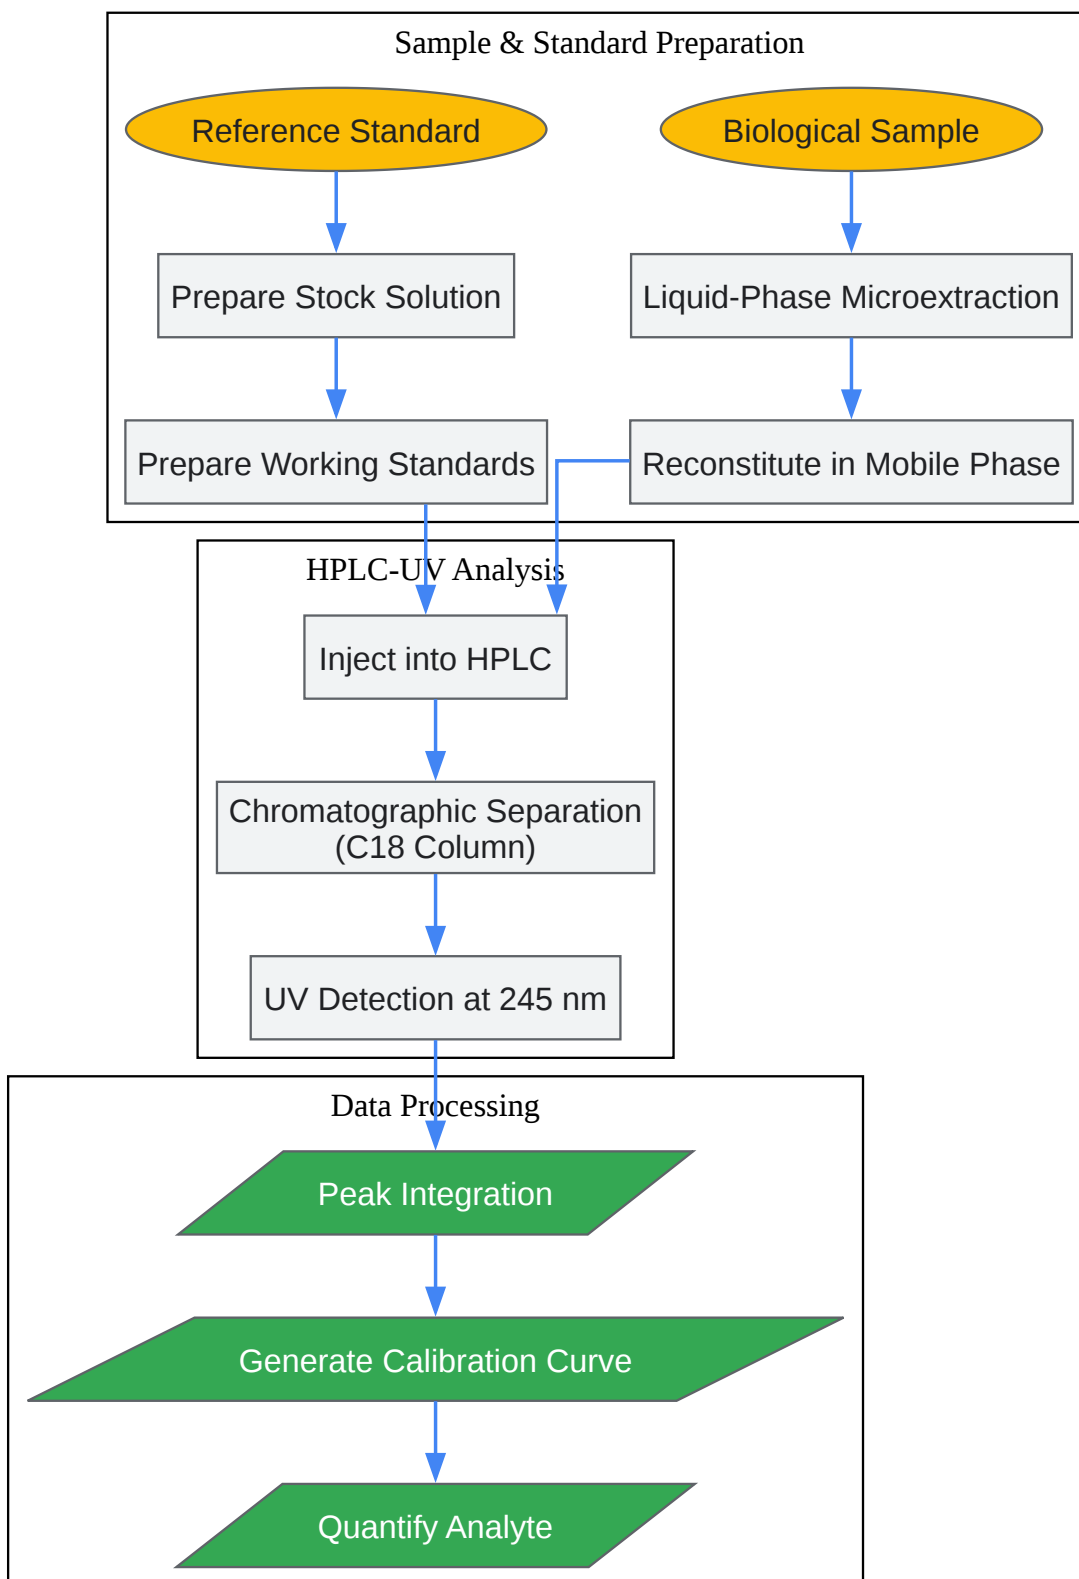 Sample & Standard Preparation
Reference Standard
Biological Sample
Prepare Stock Solution
Liquid-Phase Microextraction
Prepare Working Standards
Reconstitute in Mobile Phase
HPLC-UV Analysis
Inject into HPLC
Chromatographic Separation
(C18 Column)
UV Detection at 245 nm
Data Processing
Peak Integration
Generate Calibration Curve
Quantify Analyte